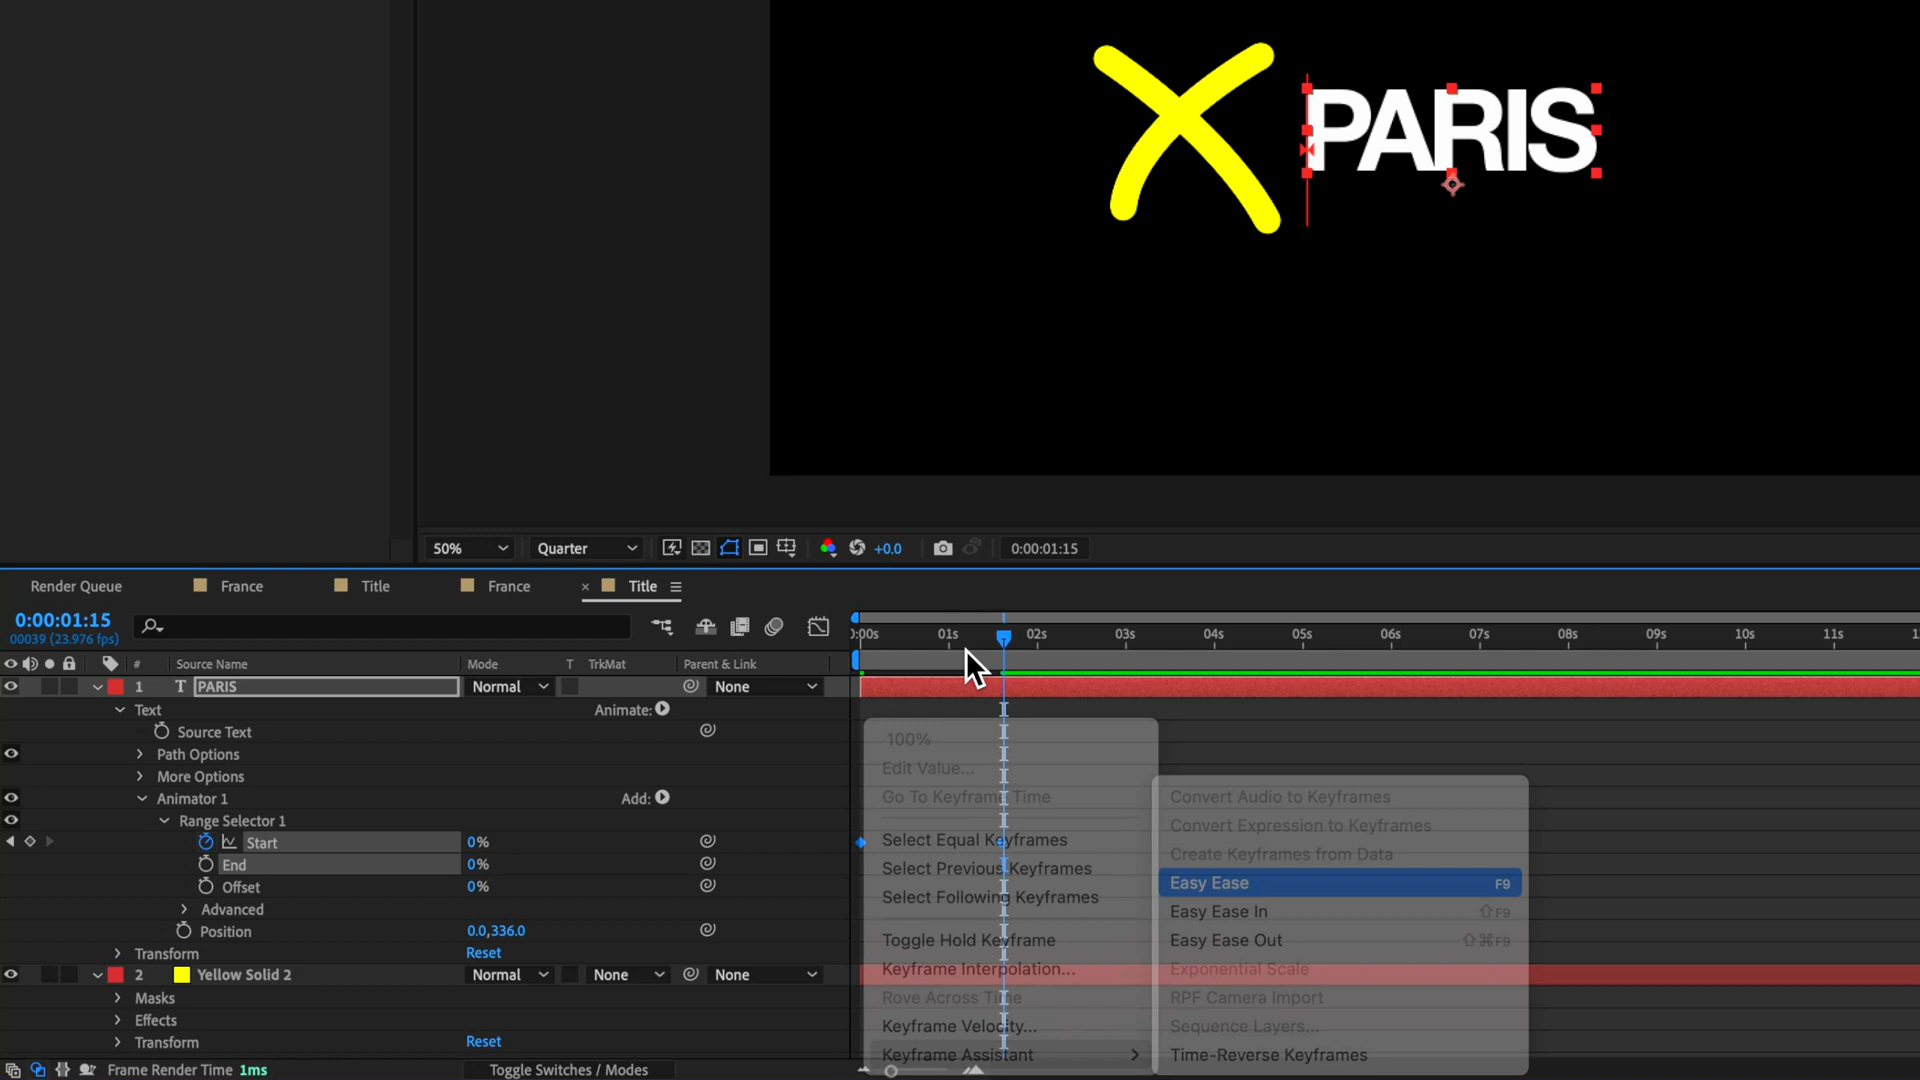 PARIS
50%
Quarter
+0.0
0:00:01:15
Render Queue
France
Title
France
× Title
0:00:01:15
00039 (23.976 fps)
0:00s 01s 02s 03s 04s 05s 06s 07s 08s 09s 10s 11s
# Source Name Mode T TrkMat Parent & Link
1 T PARIS Normal None
Text Animate:
Source Text
Path Options
More Options
Animator 1 Add:
Range Selector 1
Start 0%
End 0%
Offset 0%
Advanced
Position 0.0,336.0
Transform Reset
2 Yellow Solid 2 Normal None None
Masks
Effects
Transform Reset
Frame Render Time 1ms
Toggle Switches / Modes
100%
Edit Value...
Go To Keyframe Time
Select Equal Keyframes
Select Previous Keyframes
Select Following Keyframes
Toggle Hold Keyframe
Keyframe Interpolation...
Rove Across Time
Keyframe Velocity...
Keyframe Assistant
Convert Audio to Keyframes
Convert Expression to Keyframes
Create Keyframes from Data
Easy Ease F9
Easy Ease In ⇧F9
Easy Ease Out ⇧⌘F9
Exponential Scale
RPF Camera Import
Sequence Layers...
Time-Reverse Keyframes